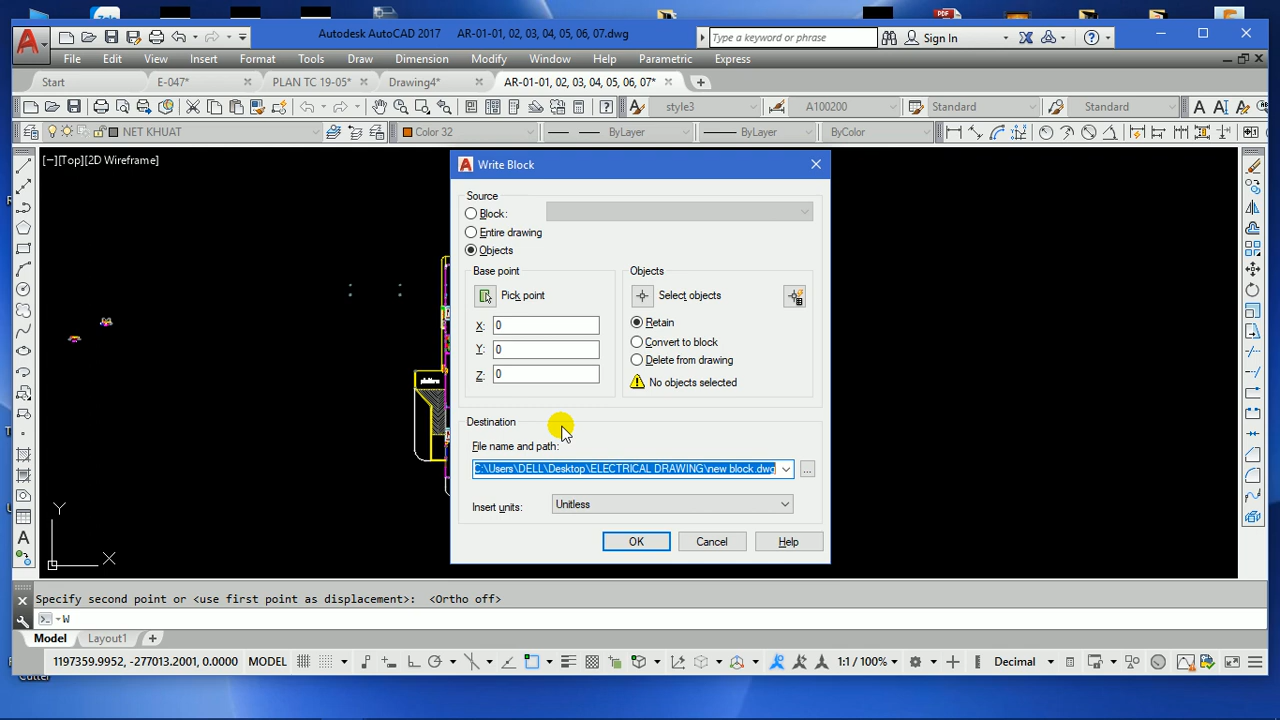 Autodesk AutoCAD 2017 AR-01-01, 02, 03, 04, 05, 06, 07.dwg
Type a keyword or phrase
Sign In
File Edit View Insert Format Tools Draw Dimension Modify Window Help Parametric Express
Start E-047* PLAN TC 19-05* Drawing4* AR-01-01, 02, 03, 04, 05, 06, 07*
style3 A100200 Standard Standard
NET KHUAT Color 32 ByLayer ByLayer ByColor
[−][Top][2D Wireframe]
Write Block
Source
Block:
Entire drawing
Objects
Base point
Pick point
X: 0
Y: 0
Z: 0
Objects
Select objects
Retain
Convert to block
Delete from drawing
No objects selected
Destination
File name and path:
C:\Users\DELL\Desktop\ELECTRICAL DRAWING\new block.dwg
...
Insert units: Unitless
OK Cancel Help
Y
X
Specify second point or <use first point as displacement>: <Ortho off>
W
Model Layout1
1197359.9952, -277013.2001, 0.0000 MODEL 1:1 / 100% Decimal